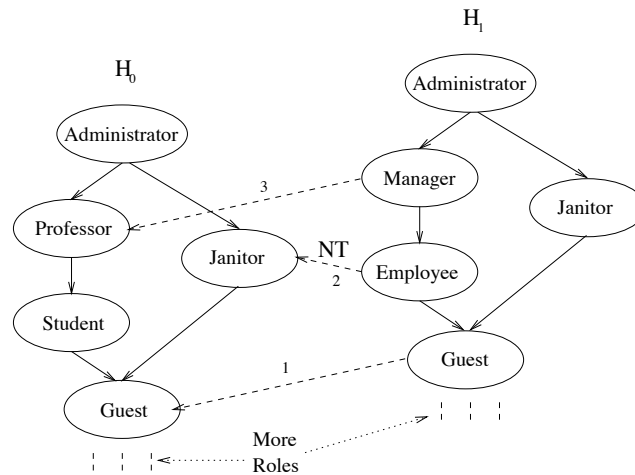 H1
H0
Administrator
Administrator
3
Manager
Professor
Janitor
Janitor
NT
2
Employee
Student
Guest
1
Guest
More
Roles